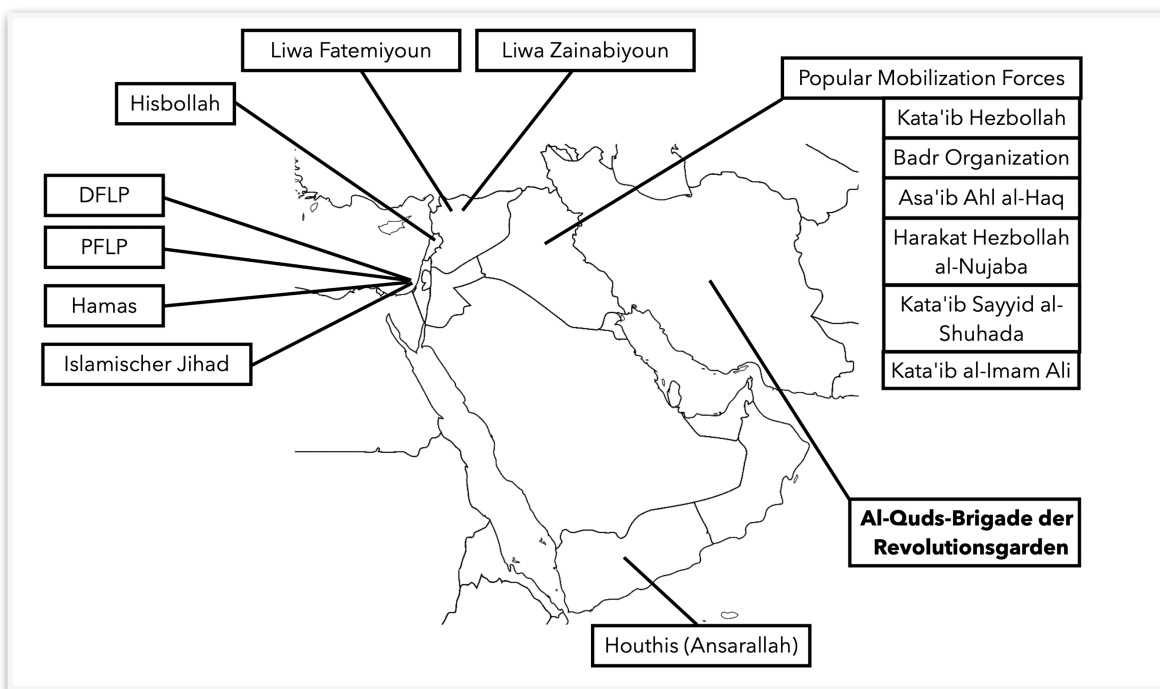 Liwa Fatemiyoun
Liwa Zainabiyoun
Hisbollah
Popular Mobilization Forces
Kata'ib Hezbollah
Badr Organization
Asa'ib Ahl al-Haq
Harakat Hezbollah
al-Nujaba
Kata'ib Sayyid al-
Shuhada
Kata'ib al-Imam Ali
DFLP
PFLP
Hamas
Islamischer Jihad
Al-Quds-Brigade der
Revolutionsgarden
Houthis (Ansarallah)